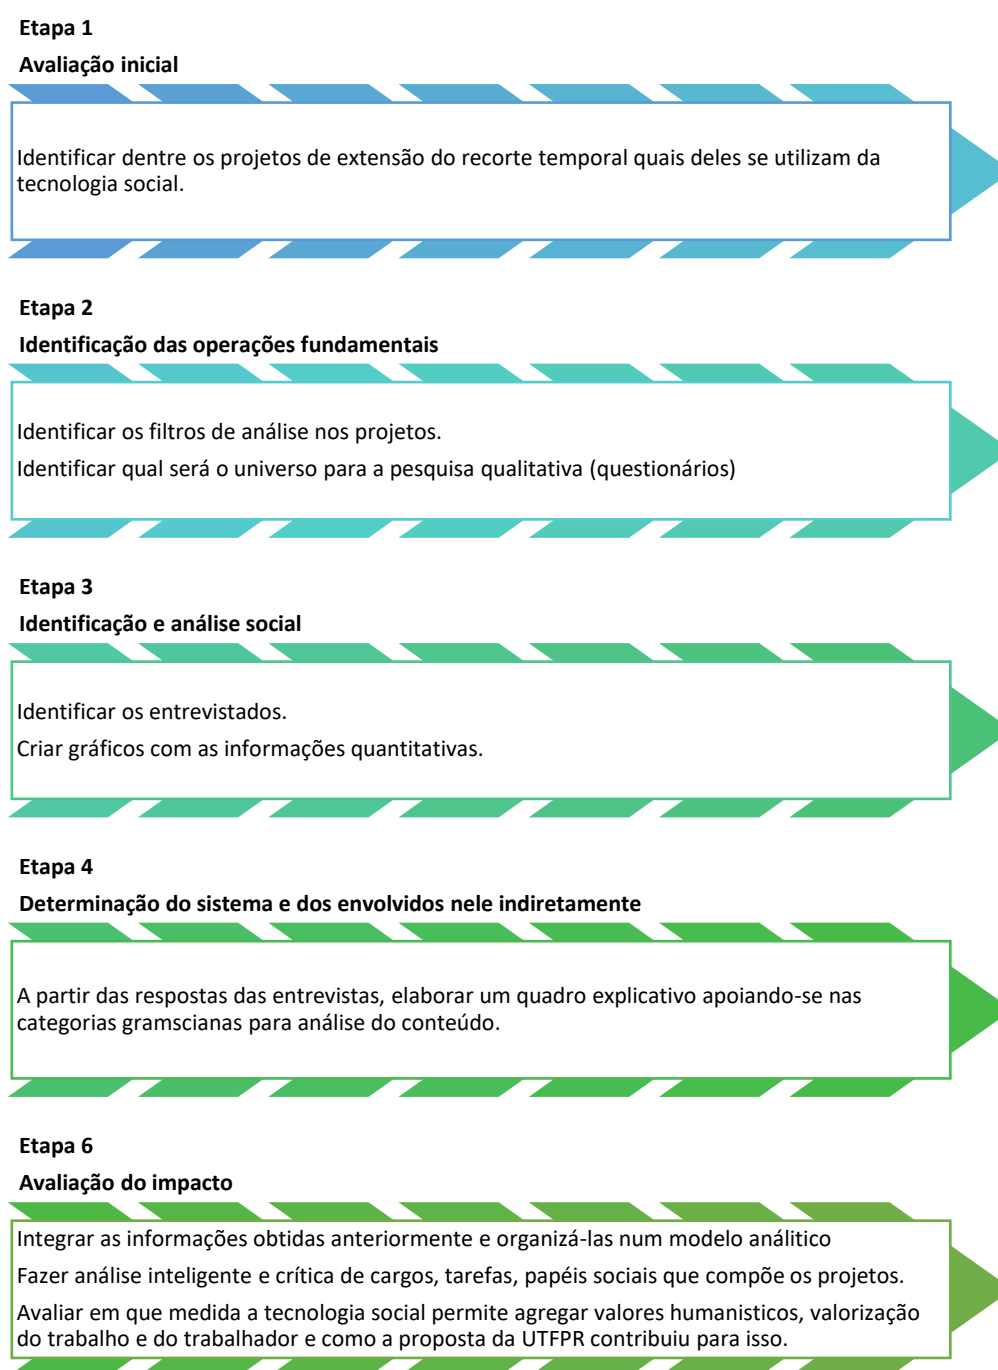 Etapa 1
Avaliação inicial
Identificar dentre os projetos de extensão do recorte temporal quais deles se utilizam da
tecnologia social.
Etapa 2
Identificação das operações fundamentais
Identificar os filtros de análise nos projetos.
Identificar qual será o universo para a pesquisa qualitativa (questionários)
Etapa 3
Identificação e análise social
Identificar os entrevistados.
Criar gráficos com as informações quantitativas.
Etapa 4
Determinação do sistema e dos envolvidos nele indiretamente
A partir das respostas das entrevistas, elaborar um quadro explicativo apoiando-se nas
categorias gramscianas para análise do conteúdo.
Etapa 6
Avaliação do impacto
Integrar as informações obtidas anteriormente e organizá-las num modelo análitico
Fazer análise inteligente e crítica de cargos, tarefas, papéis sociais que compõe os projetos.
Avaliar em que medida a tecnologia social permite agregar valores humanisticos, valorização
do trabalho e do trabalhador e como a proposta da UTFPR contribuiu para isso.